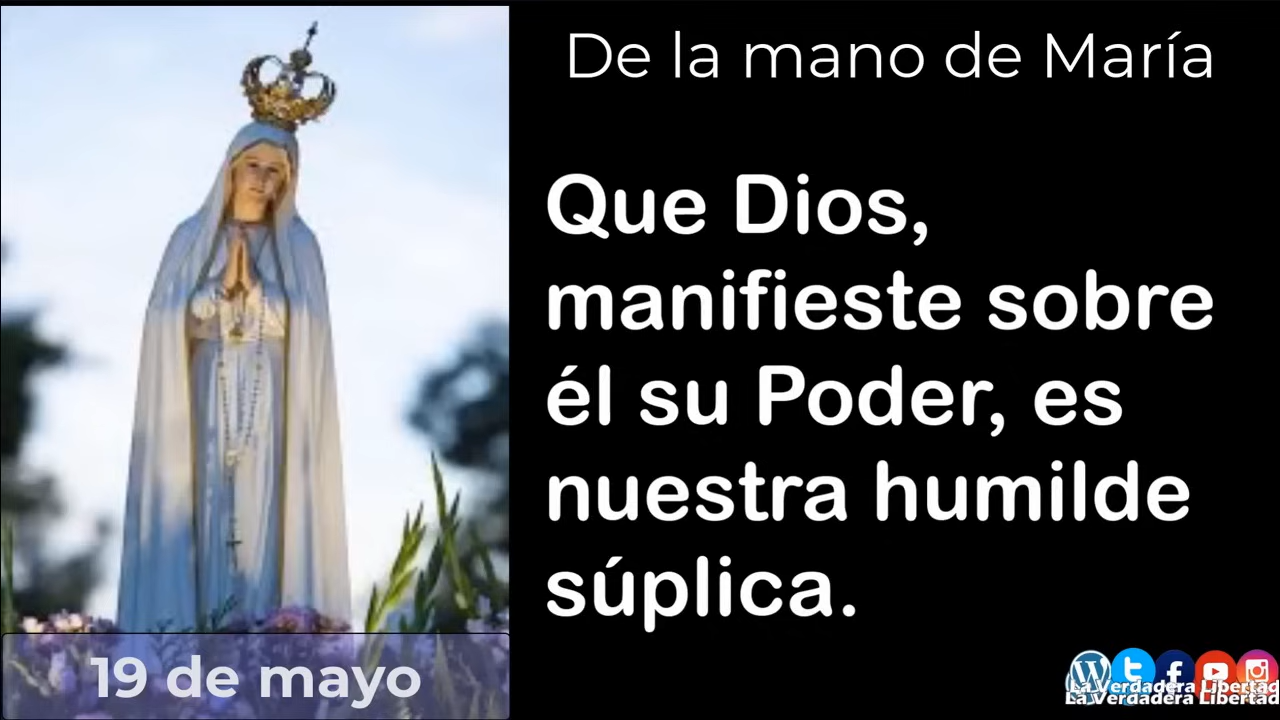 De la mano de María
Que Dios,
manifieste sobre
él su Poder, es
nuestra humilde
súplica.
19 de mayo
La Verdadera Libertad
La Verdadera Libertad